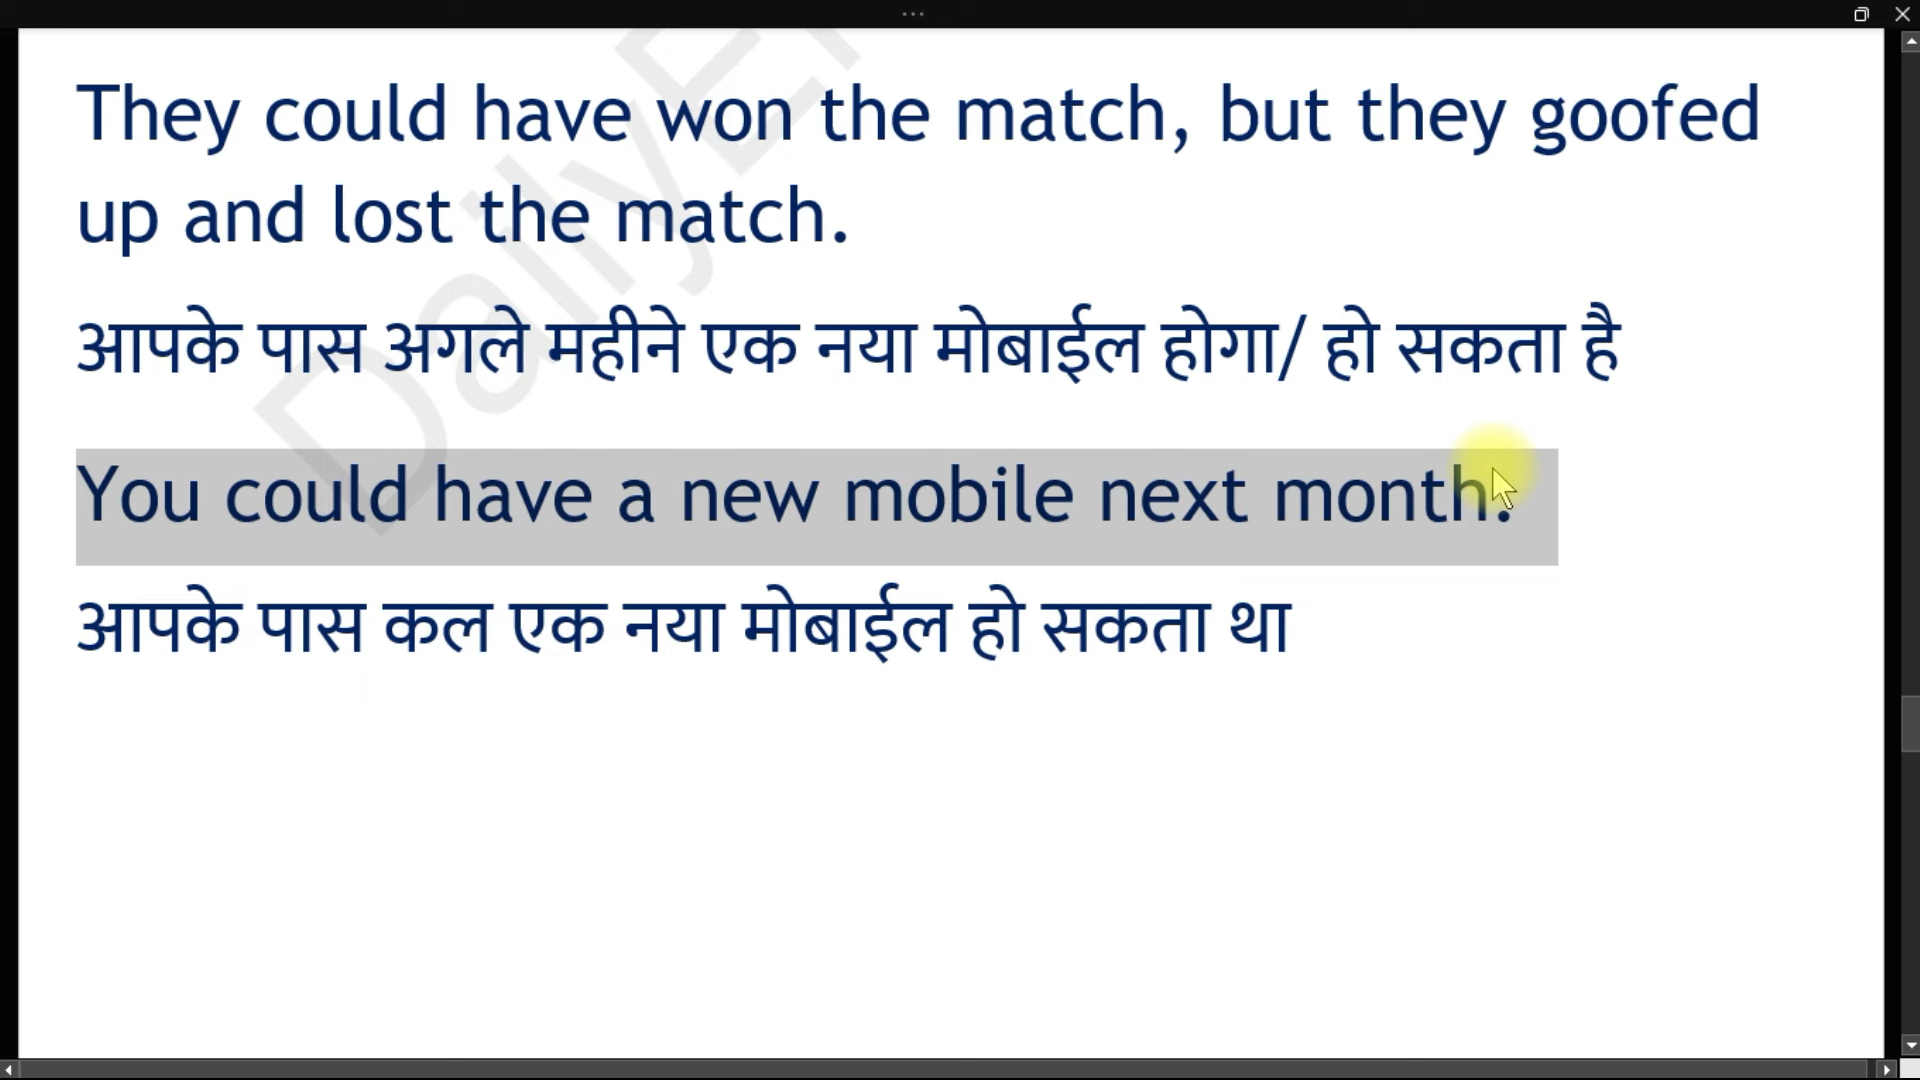 They could have won the match, but they goofed
up and lost the match.
आपके पास अगले महीने एक नया मोबाईल होगा/ हो सकता है
You could have a new mobile next month.
आपके पास कल एक नया मोबाईल हो सकता था